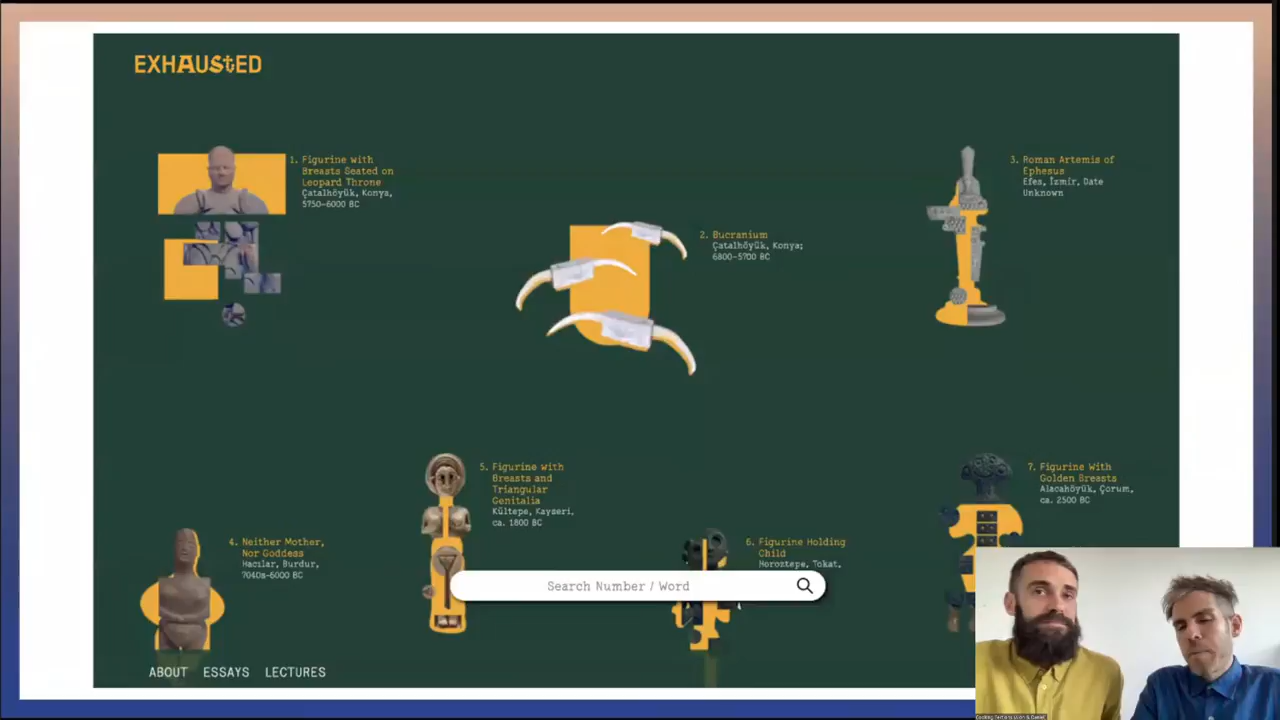 EXHAUStED
1. Figurine with
Breasts Seated on
Leopard Throne
Çatalhöyük, Konya,
5750–6000 BC
2. Bucranium
Çatalhöyük, Konya;
6800–5700 BC
3. Roman Artemis of
Ephesus
Efes, İzmir, Date
Unknown
4. Neither Mother,
Nor Goddess
Hacılar, Burdur,
7040s–6000 BC
5. Figurine with
Breasts and
Triangular
Genitalia
Kültepe, Kayseri,
ca. 1800 BC
6. Figurine Holding
Child
Horoztepe, Tokat,
7. Figurine With
Golden Breasts
Alacahöyük, Çorum,
ca. 2500 BC
Search Number / Word
ABOUT ESSAYS LECTURES